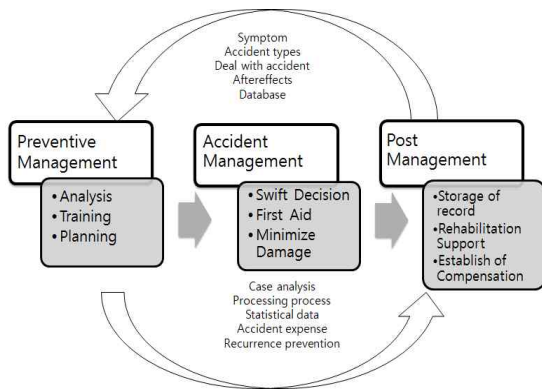 Symptom
Accident types
Deal with accident
Aftereffects
Database
Preventive
Management
• Analysis
• Training
• Planning
Accident
Management
• Swift Decision
• First Aid
• Minimize
Damage
Post
Management
• Storage of
record
• Rehabilitation
Support
• Establish of
Compensation
Case analysis
Processing process
Statistical data
Accident expense
Recurrence prevention